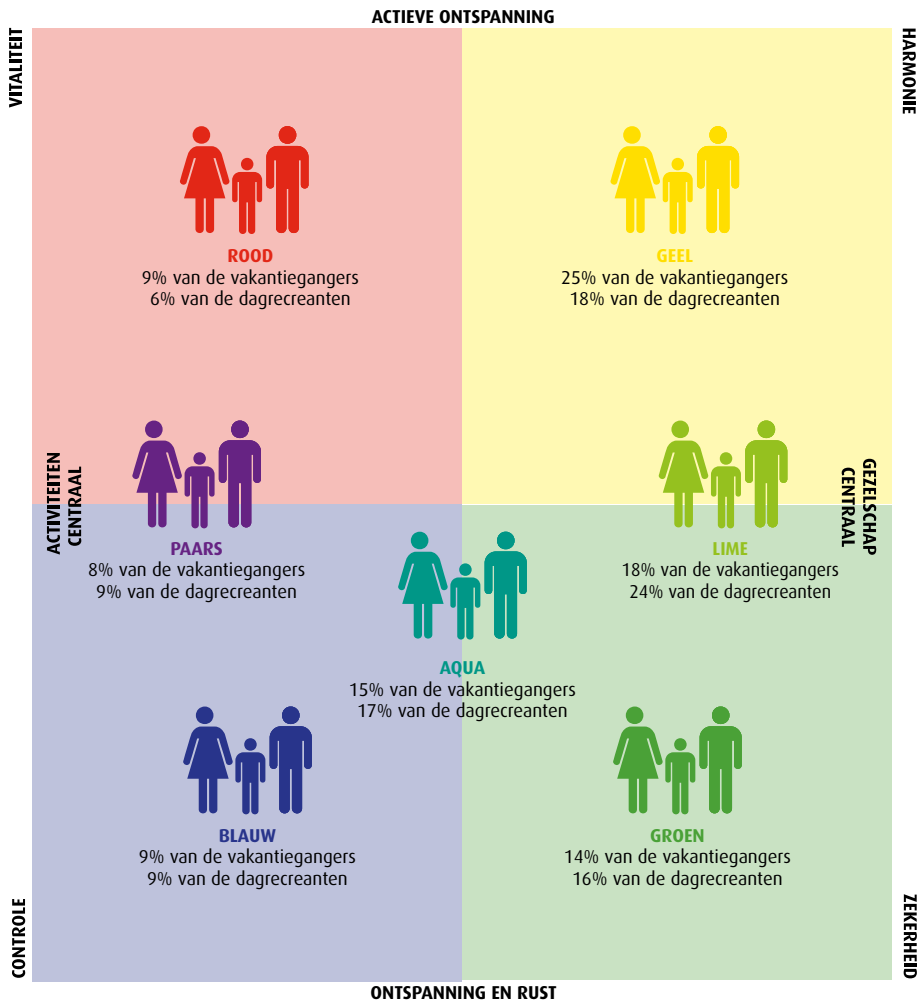 ACTIEVE ONTSPANNING
VITALITEIT
HARMONIE
ROOD
9% van de vakantiegangers
6% van de dagrecreanten
GEEL
25% van de vakantiegangers
18% van de dagrecreanten
ACTIVITEITEN
CENTRAAL
GEZELSCHAP
CENTRAAL
PAARS
8% van de vakantiegangers
9% van de dagrecreanten
LIME
18% van de vakantiegangers
24% van de dagrecreanten
AQUA
15% van de vakantiegangers
17% van de dagrecreanten
BLAUW
9% van de vakantiegangers
9% van de dagrecreanten
GROEN
14% van de vakantiegangers
16% van de dagrecreanten
CONTROLE
ZEKERHEID
ONTSPANNING EN RUST